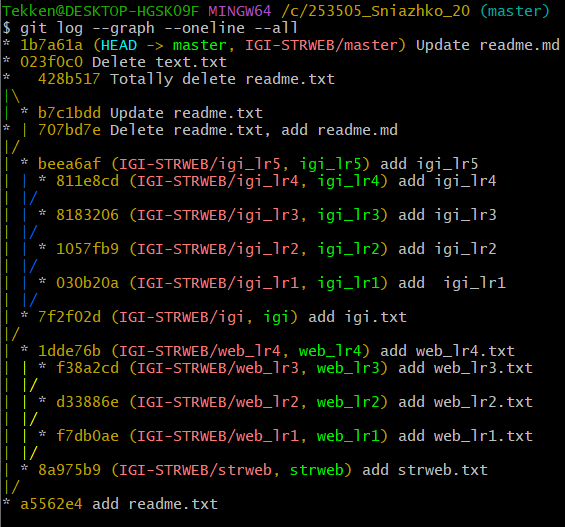 Tekken@DESKTOP-HGSKO9F MINGW64 /c/253505_Sniazhko_20 (master)
$ git log --graph --oneline --all
* 1b7a61a (HEAD -> master, IGI-STRWEB/master) Update readme.md
* 023f0c0 Delete text.txt
*   428b517 Totally delete readme.txt
|\
| * b7c1bdd Update readme.txt
* | 707bd7e Delete readme.txt, add readme.md
|/
| * beea6af (IGI-STRWEB/igi_lr5, igi_lr5) add igi_lr5
| | * 811e8cd (IGI-STRWEB/igi_lr4, igi_lr4) add igi_lr4
| |/
| | * 8183206 (IGI-STRWEB/igi_lr3, igi_lr3) add igi_lr3
| |/
| | * 1057fb9 (IGI-STRWEB/igi_lr2, igi_lr2) add igi_lr2
| |/
| | * 030b20a (IGI-STRWEB/igi_lr1, igi_lr1) add  igi_lr1
| |/
| * 7f2f02d (IGI-STRWEB/igi, igi) add igi.txt
|/
| * 1dde76b (IGI-STRWEB/web_lr4, web_lr4) add web_lr4.txt
| | * f38a2cd (IGI-STRWEB/web_lr3, web_lr3) add web_lr3.txt
| |/
| | * d33886e (IGI-STRWEB/web_lr2, web_lr2) add web_lr2.txt
| |/
| | * f7db0ae (IGI-STRWEB/web_lr1, web_lr1) add web_lr1.txt
| |/
| * 8a975b9 (IGI-STRWEB/strweb, strweb) add strweb.txt
|/
* a5562e4 add readme.txt